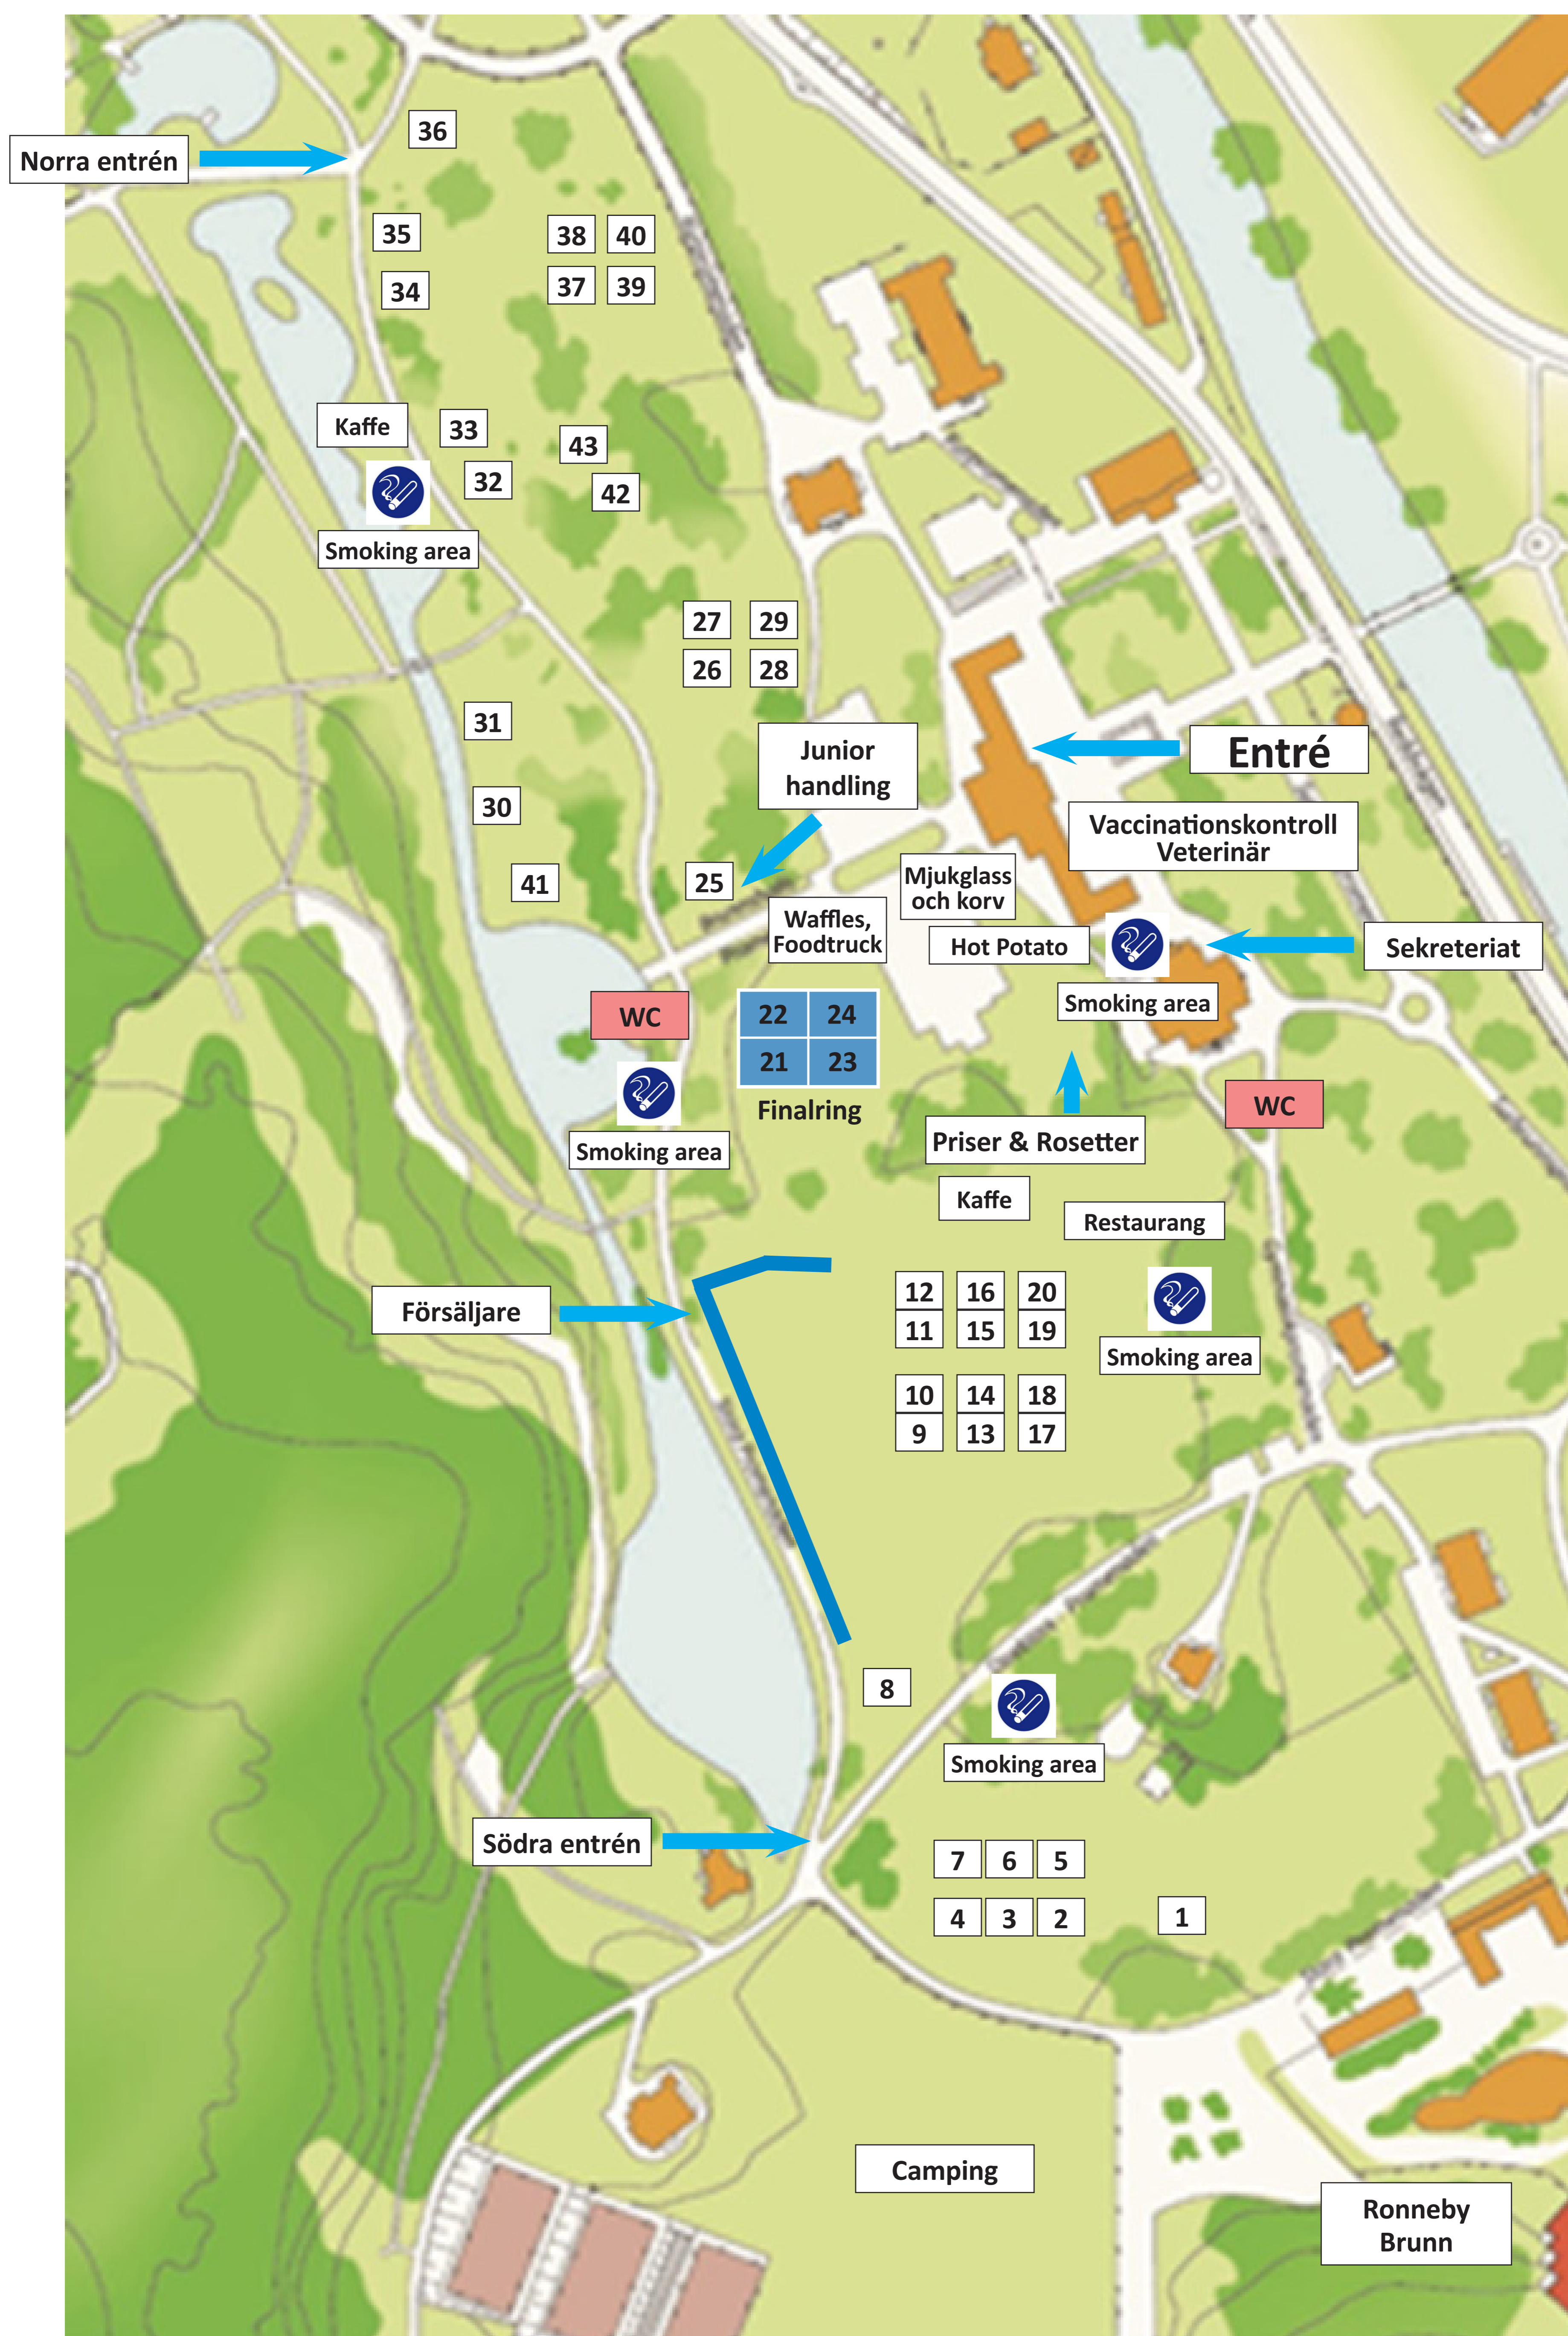 36
Norra entrén
35
38 40
34
37 39
Kaffe
33
43
32
42
Smoking area
27 29
26 28
31
Junior
handling
Entré
30
Vaccinationskontroll
Veterinär
41
25
Mjukglass
och korv
Waffles,
Foodtruck
Hot Potato
Sekreteriat
Smoking area
WC
22 24
21 23
Finalring
WC
Smoking area
Priser & Rosetter
Kaffe
Restaurang
Försäljare
12 16 20
11 15 19
Smoking area
10 14 18
9 13 17
8
Smoking area
Södra entrén
7 6 5
4 3 2
1
Camping
Ronneby
Brunn